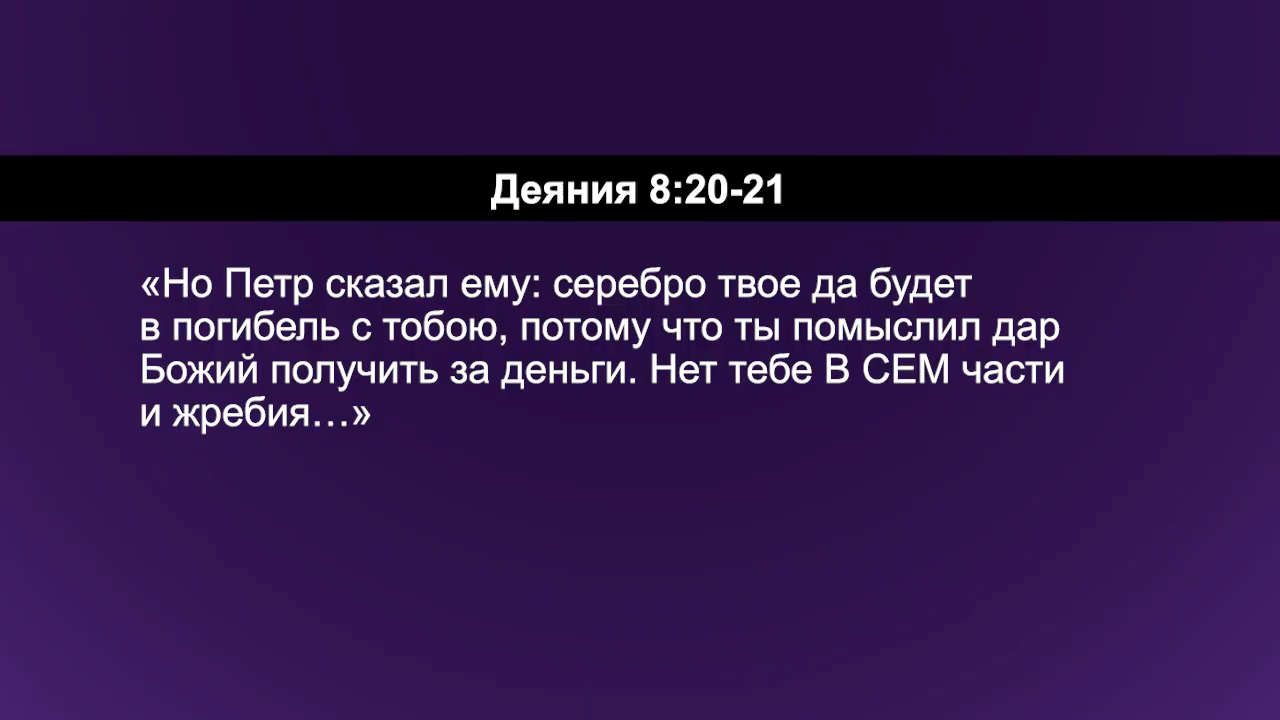 Деяния 8:20-21
«Но Петр сказал ему: серебро твое да будет
в погибель с тобою, потому что ты помыслил дар
Божий получить за деньги. Нет тебе В СЕМ части
и жребия…»